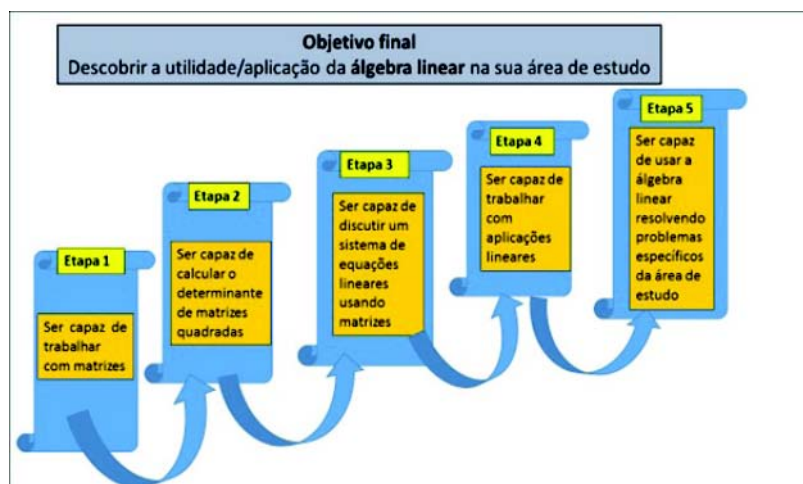 Objetivo final
Descobrir a utilidade/aplicação da álgebra linear na sua área de estudo
Etapa 1
Ser capaz de
trabalhar
com matrizes
Etapa 2
Ser capaz de
calcular o
determinante
de matrizes
quadradas
Etapa 3
Ser capaz de
discutir um
sistema de
equações
lineares
usando
matrizes
Etapa 4
Ser capaz de
trabalhar
com
aplicações
lineares
Etapa 5
Ser capaz
de usar a
álgebra
linear
resolvendo
problemas
específicos
da área de
estudo